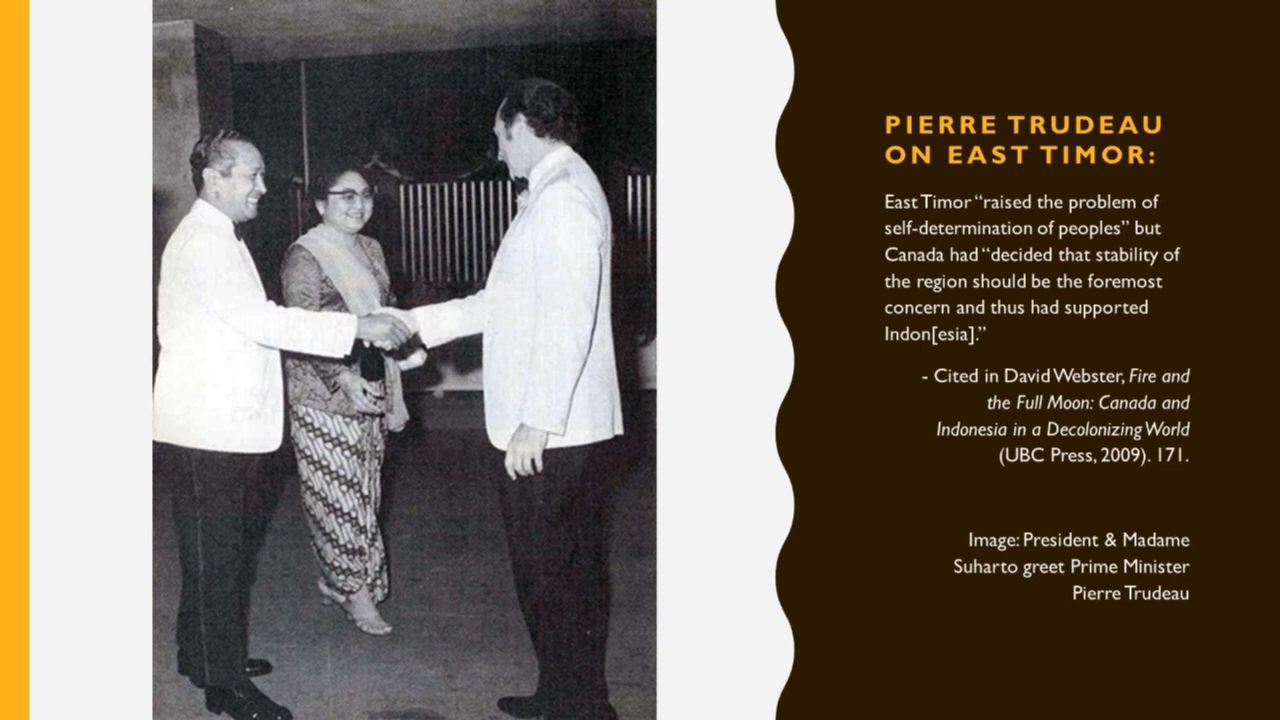 PIERRE TRUDEAU
ON EAST TIMOR:
East Timor “raised the problem of
self-determination of peoples” but
Canada had “decided that stability of
the region should be the foremost
concern and thus had supported
Indon[esia].”
- Cited in David Webster, Fire and
the Full Moon: Canada and
Indonesia in a Decolonizing World
(UBC Press, 2009). 171.
Image: President & Madame
Suharto greet Prime Minister
Pierre Trudeau